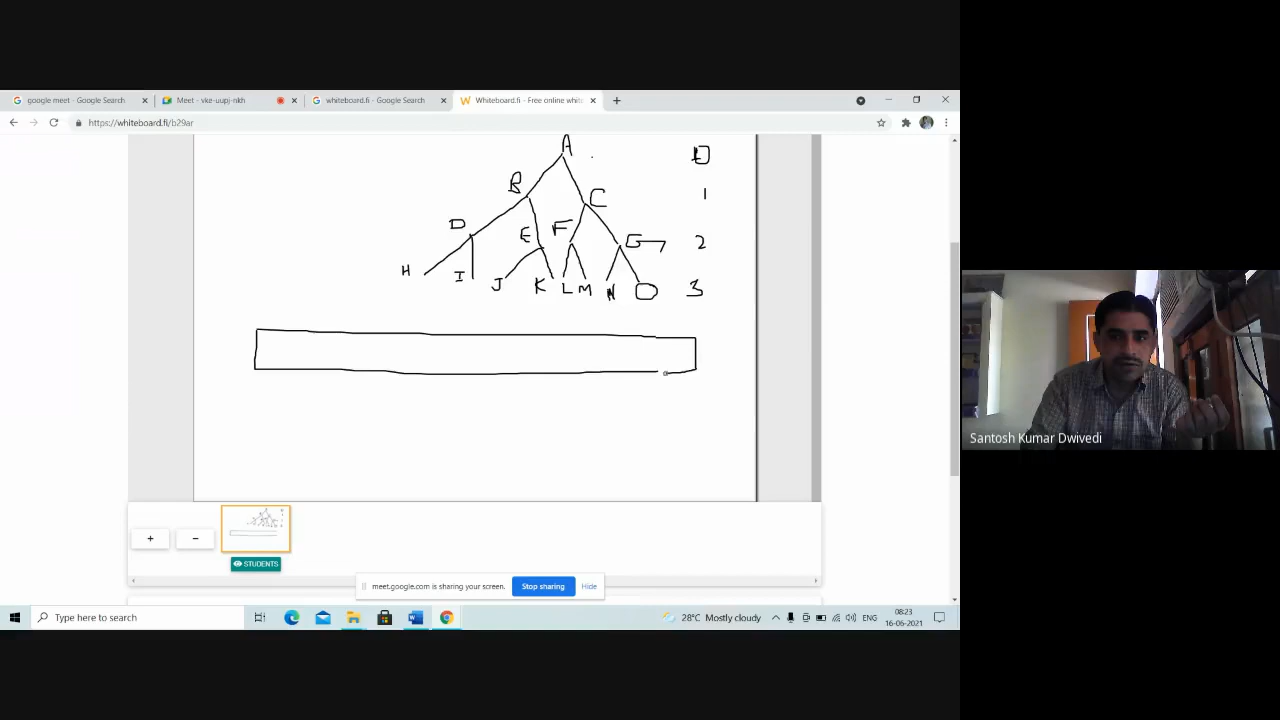 google meet - Google Search
Meet - vke-uupj-nkh
whiteboard.fi - Google Search
Whiteboard.fi - Free online white
https://whiteboard.fi/b29ar
A
B C 1
D E F G 2
H I J K L M N O 3
+ −
STUDENTS
meet.google.com is sharing your screen. Stop sharing Hide
Type here to search
28°C Mostly cloudy ENG 08:23
16-06-2021
Santosh Kumar Dwivedi